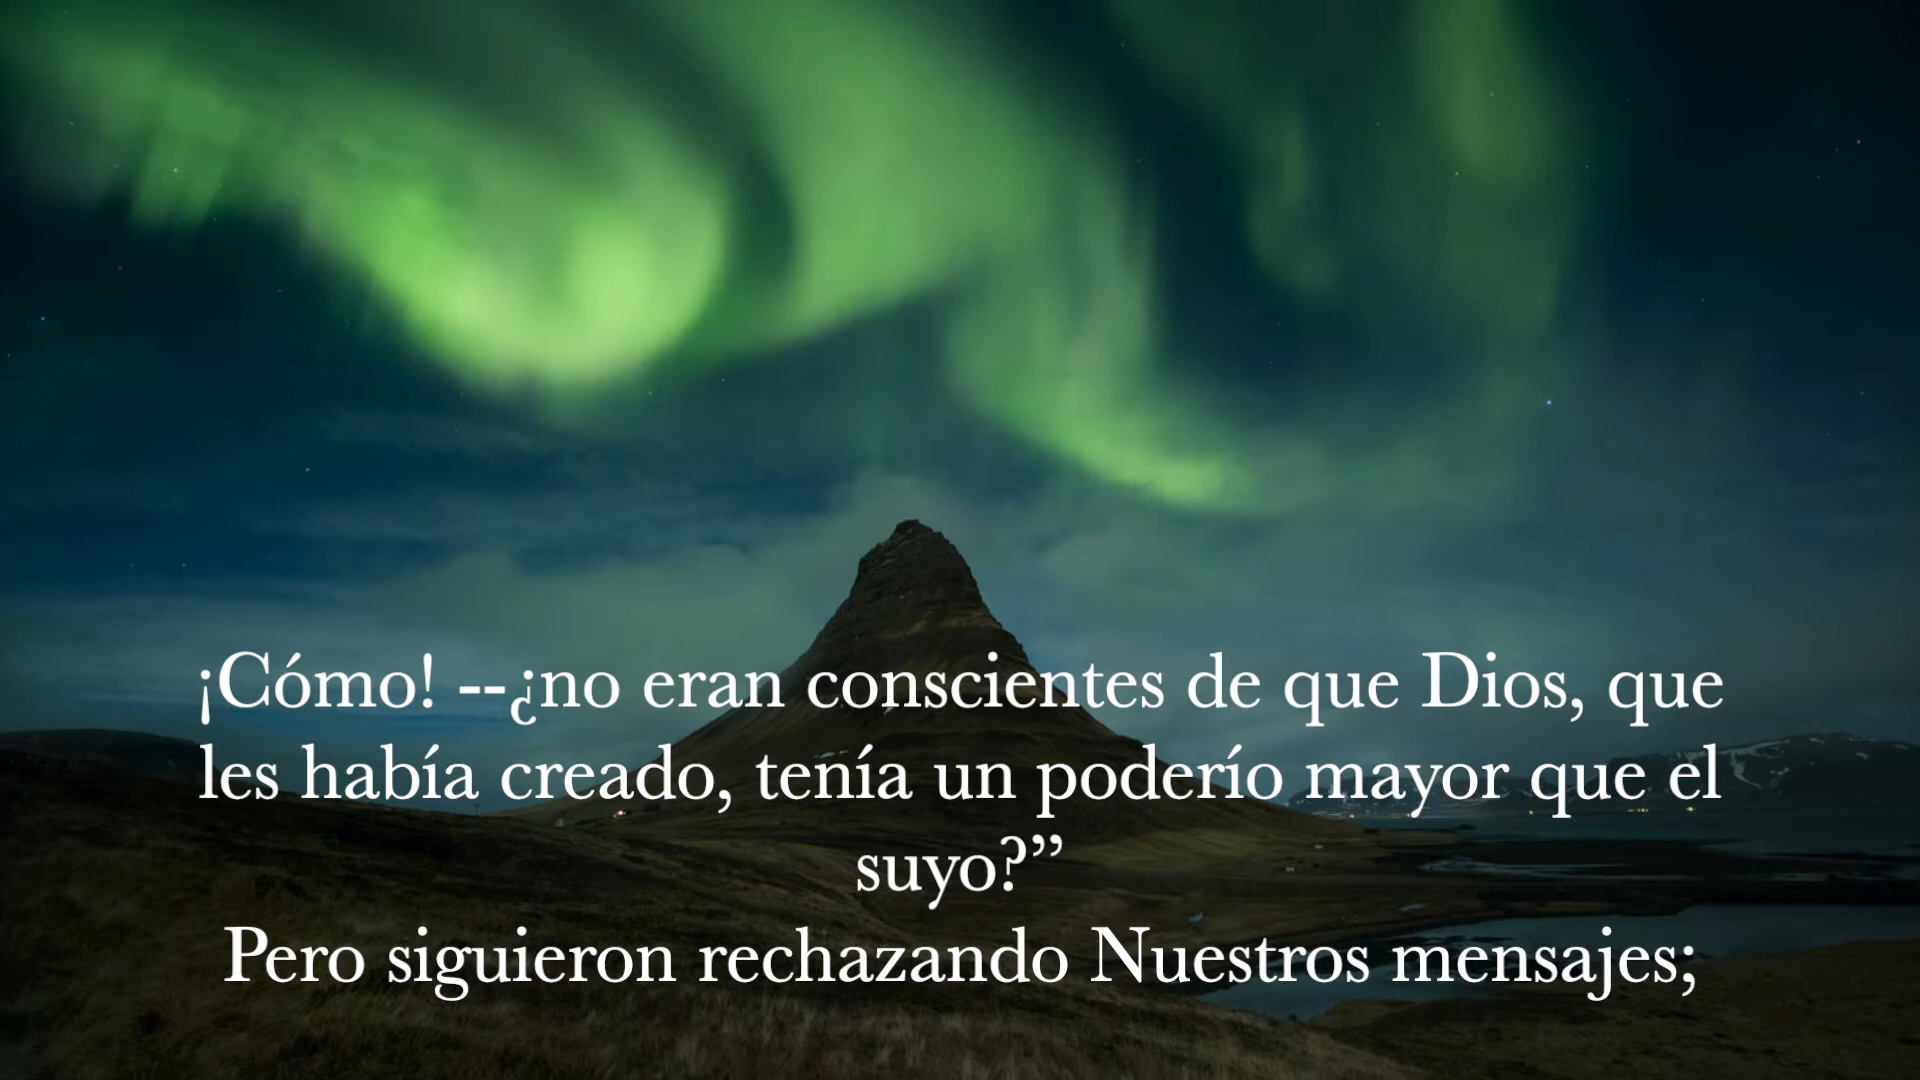 ¡Cómo! --¿no eran conscientes de que Dios, que
les había creado, tenía un poderío mayor que el
suyo?”
Pero siguieron rechazando Nuestros mensajes;